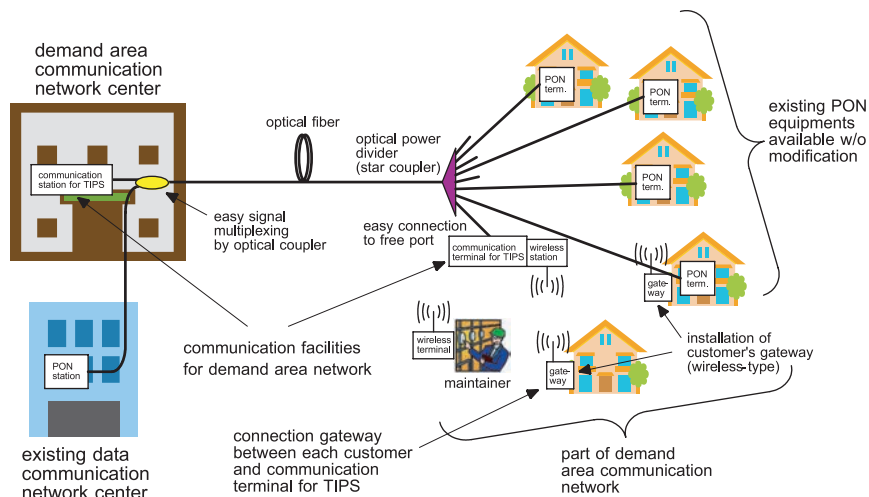 demand area
communication
network center
communication
station for TIPS
optical fiber
optical power
divider
(star coupler)
easy signal
multiplexing
by optical coupler
PON
term.
PON
term.
PON
term.
PON
term.
existing PON
equipments
available w/o
modification
easy connection
to free port
communication
terminal for TIPS
wireless
station
gate-
way
PON
station
communication facilities
for demand area network
wireless
terminal
maintainer
gate-
way
installation of
customer's gateway
(wireless-type)
existing data
communication
network center
connection gateway
between each customer
and communication
terminal for TIPS
part of demand
area communication
network